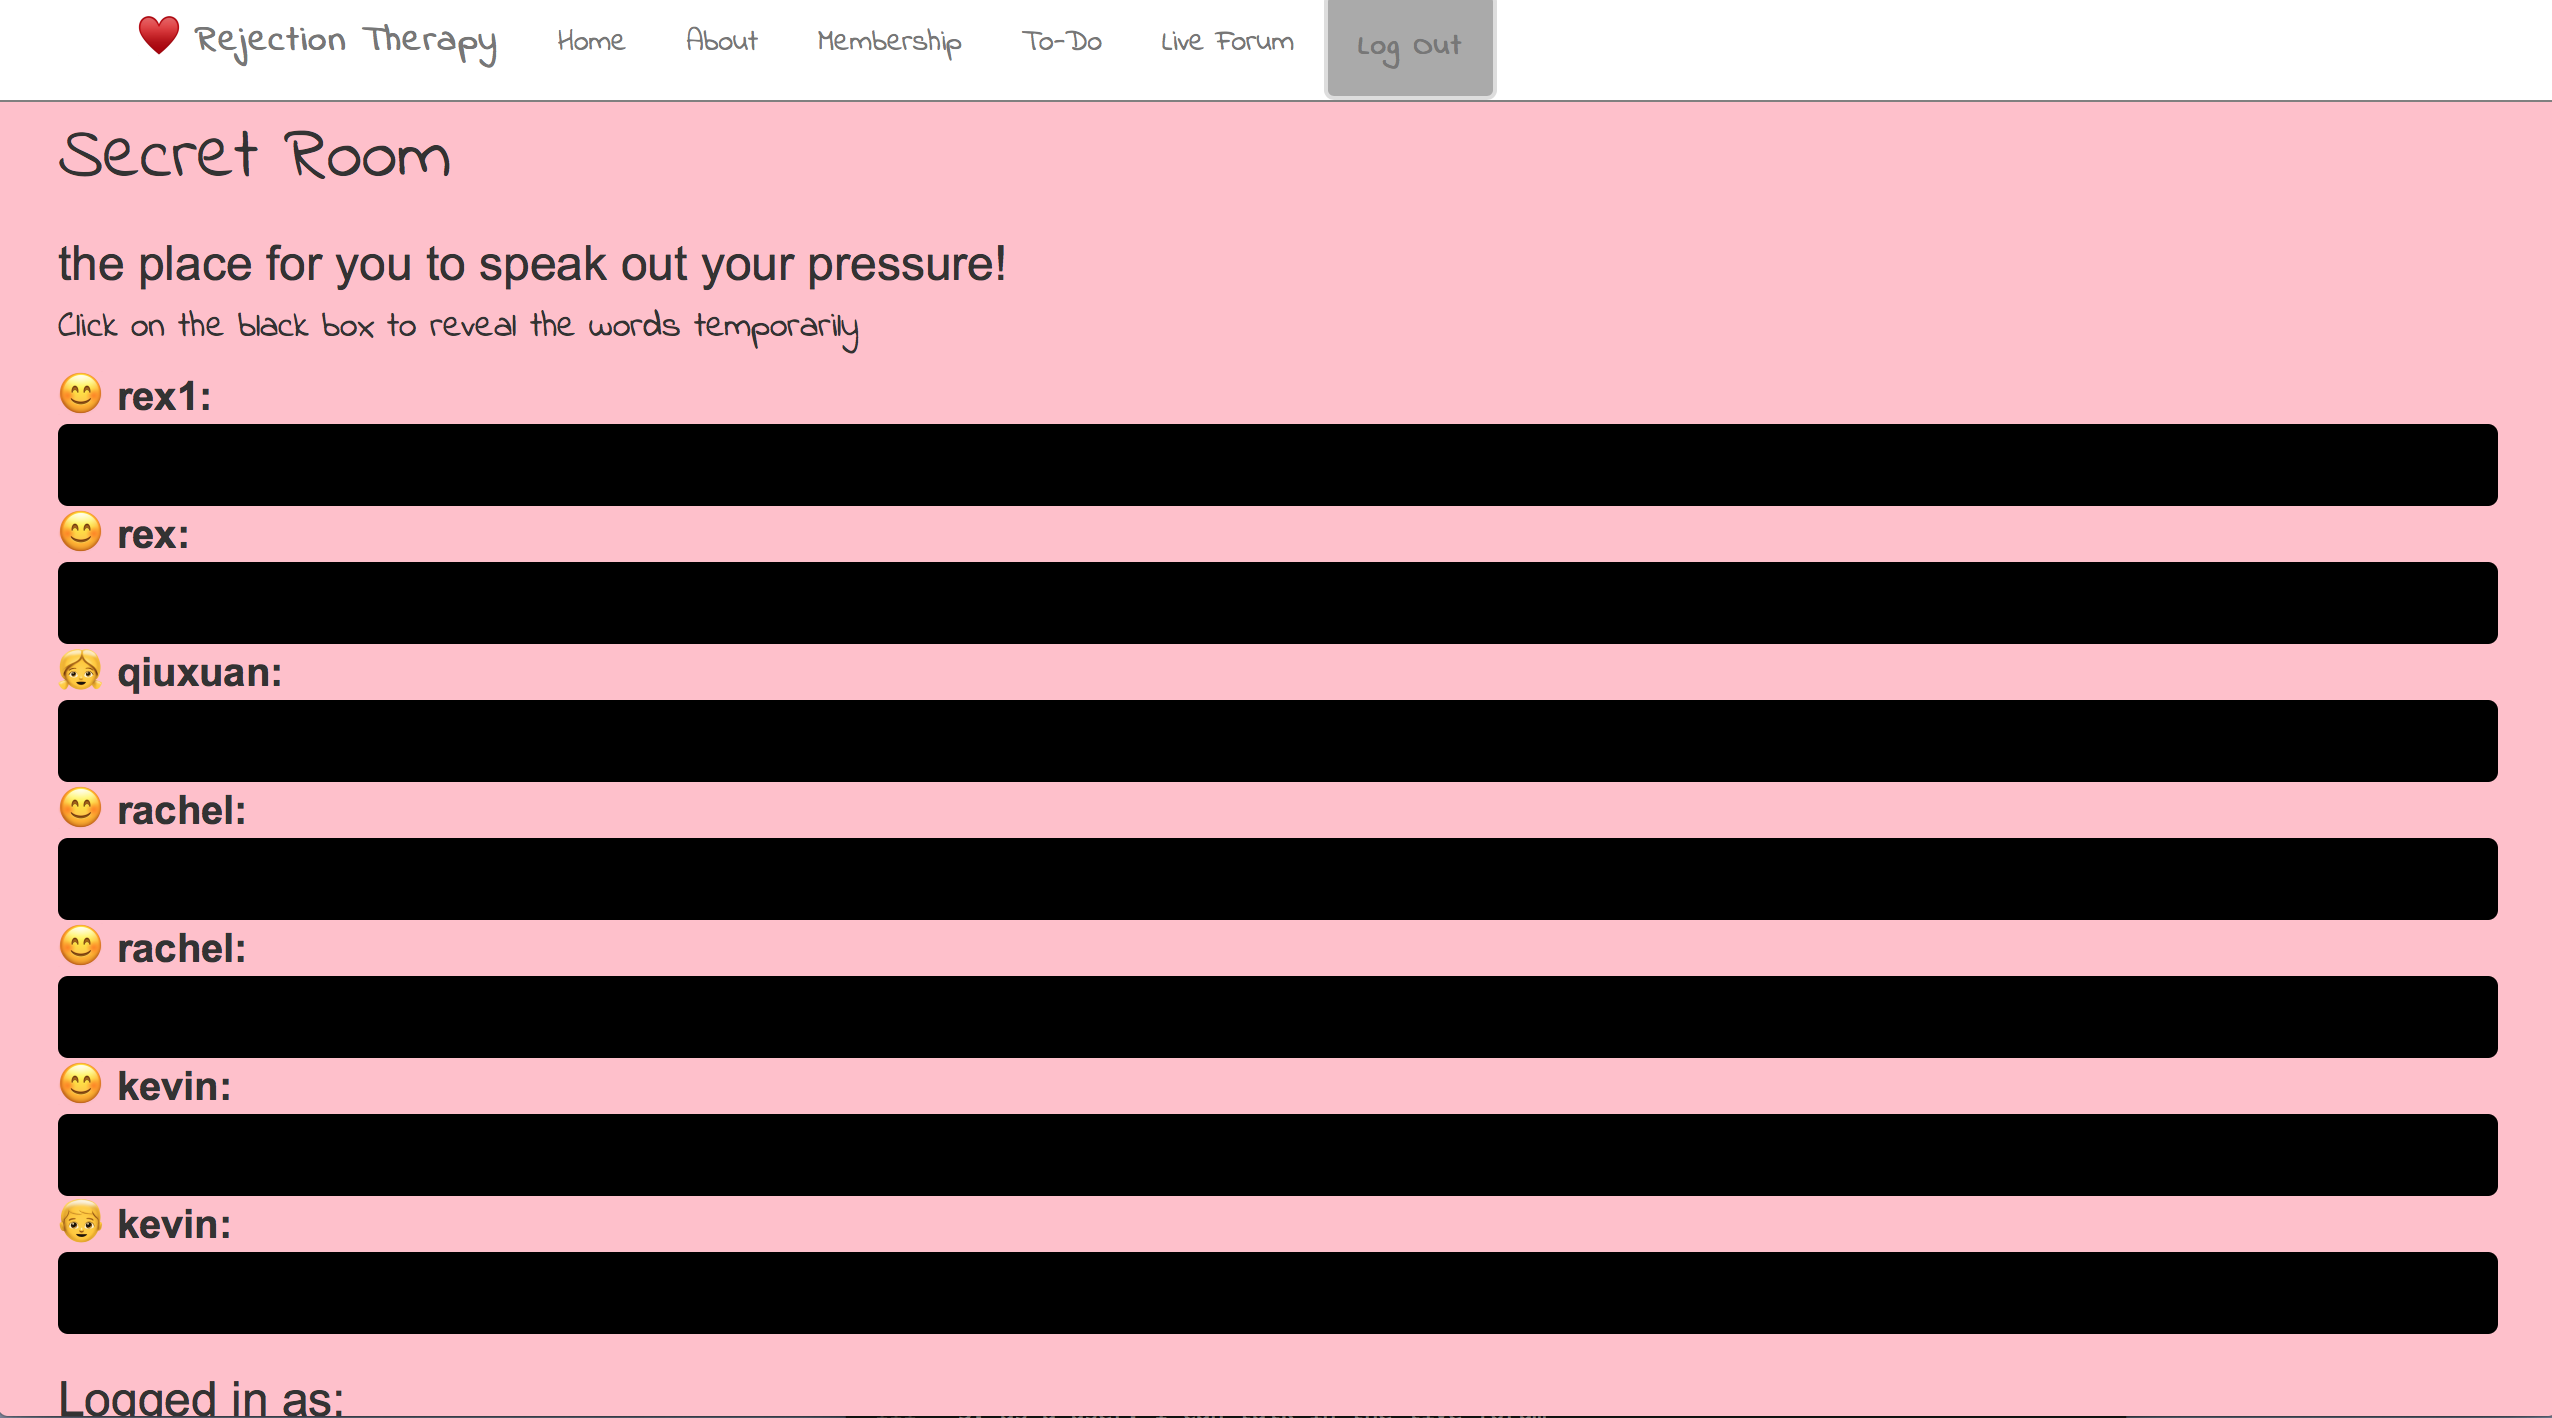 Rejection Therapy Home About Membership To-Do Live Forum Log Out
Secret Room
the place for you to speak out your pressure!
Click on the black box to reveal the words temporarily
rex1:
rex:
qiuxuan:
rachel:
rachel:
kevin:
kevin:
Logged in as: